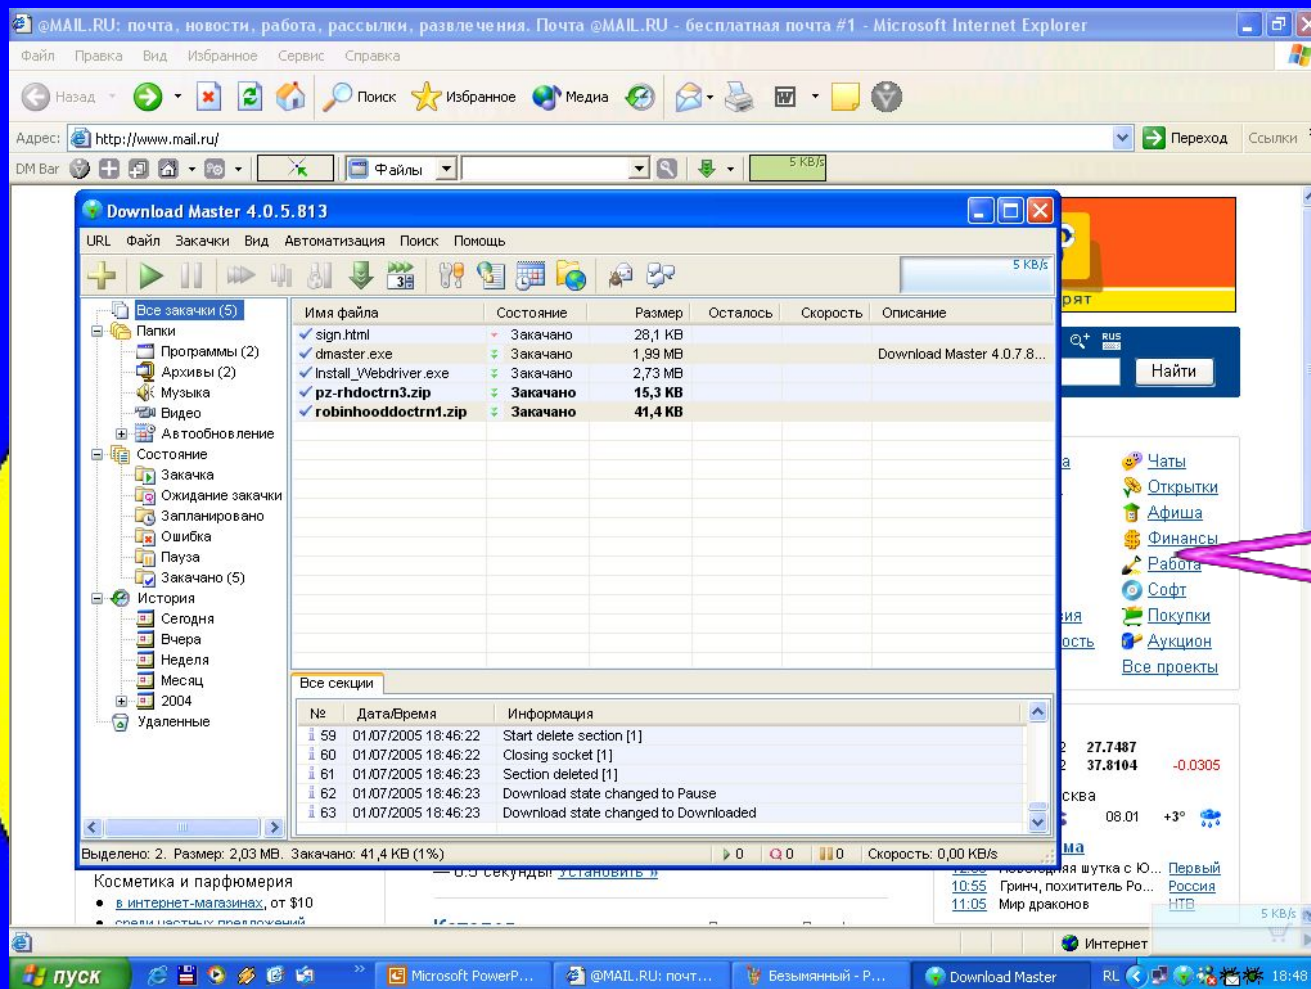 @MAIL.RU: почта, новости, работа, рассылки, развлечения. Почта @MAIL.RU - бесплатная почта #1 - Microsoft Internet Explorer
Файл Правка Вид Избранное Сервис Справка
Назад Поиск Избранное Медиа
Адрес: http://www.mail.ru/ Переход Ссылки
DM Bar Файлы 5 KB/s
Download Master 4.0.5.813
URL Файл Закачки Вид Автоматизация Поиск Помощь
5 KB/s
Все закачки (5)
Папки
Программы (2)
Архивы (2)
Музыка
Видео
Автообновление
Состояние
Закачка
Ожидание закачки
Запланировано
Ошибка
Пауза
Закачано (5)
История
Сегодня
Вчера
Неделя
Месяц
2004
Удаленные
Имя файла Состояние Размер Осталось Скорость Описание
sign.html Закачано 28,1 KB
dmaster.exe Закачано 1,99 MB Download Master 4.0.7.8...
Install_Webdriver.exe Закачано 2,73 MB
pz-rhdoctrn3.zip Закачано 15,3 KB
robinhooddoctrn1.zip Закачано 41,4 KB
Все секции
№ Дата/Время Информация
59 01/07/2005 18:46:22 Start delete section [1]
60 01/07/2005 18:46:22 Closing socket [1]
61 01/07/2005 18:46:23 Section deleted [1]
62 01/07/2005 18:46:23 Download state changed to Pause
63 01/07/2005 18:46:23 Download state changed to Downloaded
Выделено: 2. Размер: 2,03 MB. Закачано: 41,4 KB (1%) 0 0 0 Скорость: 0,00 KB/s
рят
RUS
Найти
а
Чаты
Открытки
Афиша
Финансы
Работа
Софт
ия Покупки
ость Аукцион
Все проекты
27.7487
37.8104 -0.0305
сква
08.01 +3°
ма
яя шутка с Ю... Первый
10:55 Гринч, похититель Ро... Россия
11:05 Мир драконов НТВ
Косметика и парфюмерия
в интернет-магазинах, от $10
— 0.5 секунды! Установить »
5 KB/s
Интернет
пуск Microsoft PowerP... @MAIL.RU: почт... Безымянный - P... Download Master RL 18:48